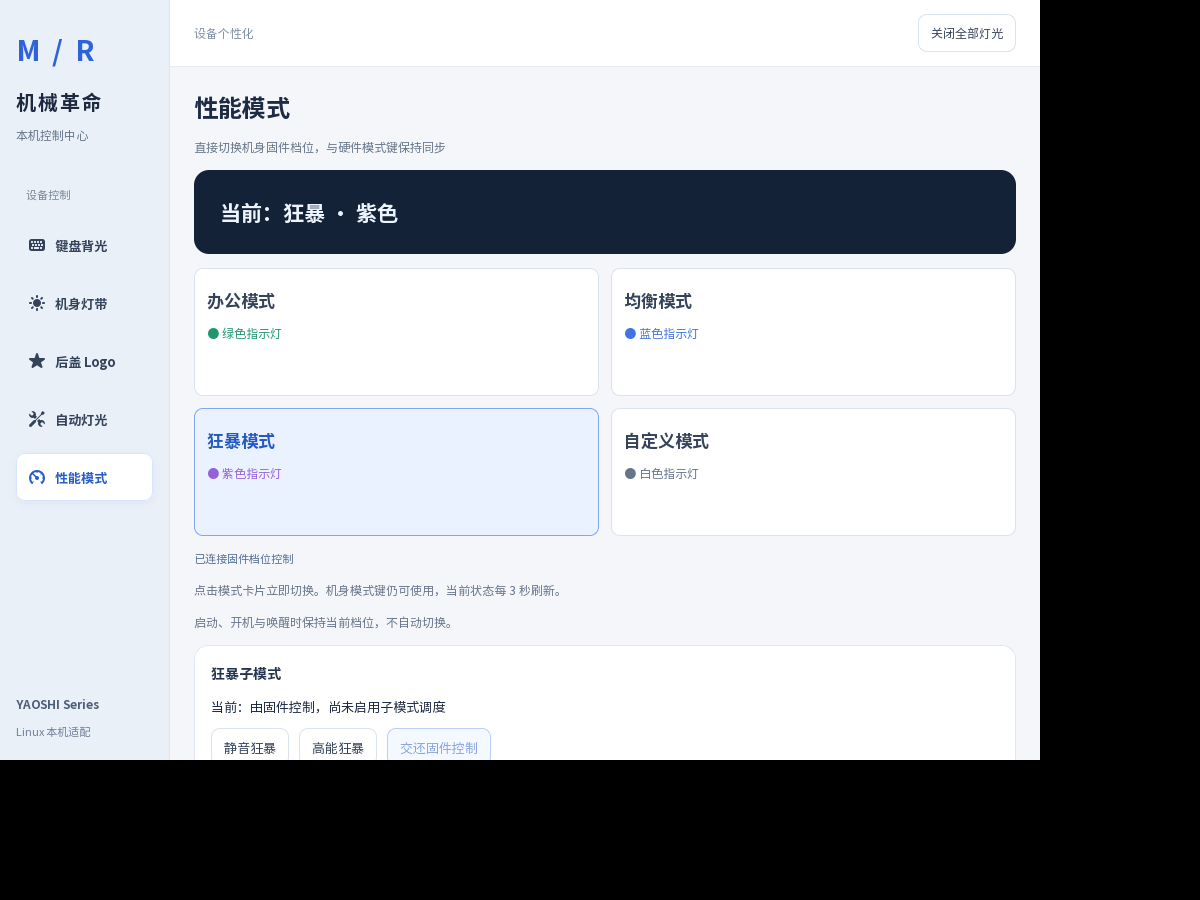 M / R
机械革命
本机控制中心
设备控制
键盘背光
机身灯带
后盖 Logo
自动灯光
性能模式
YAOSHI Series
Linux 本机适配
设备个性化
关闭全部灯光
性能模式
直接切换机身固件档位，与硬件模式键保持同步
当前：狂暴 · 紫色
办公模式
绿色指示灯
均衡模式
蓝色指示灯
狂暴模式
紫色指示灯
自定义模式
白色指示灯
已连接固件档位控制
点击模式卡片立即切换。机身模式键仍可使用，当前状态每 3 秒刷新。
启动、开机与唤醒时保持当前档位，不自动切换。
狂暴子模式
当前：由固件控制，尚未启用子模式调度
静音狂暴
高能狂暴
交还固件控制